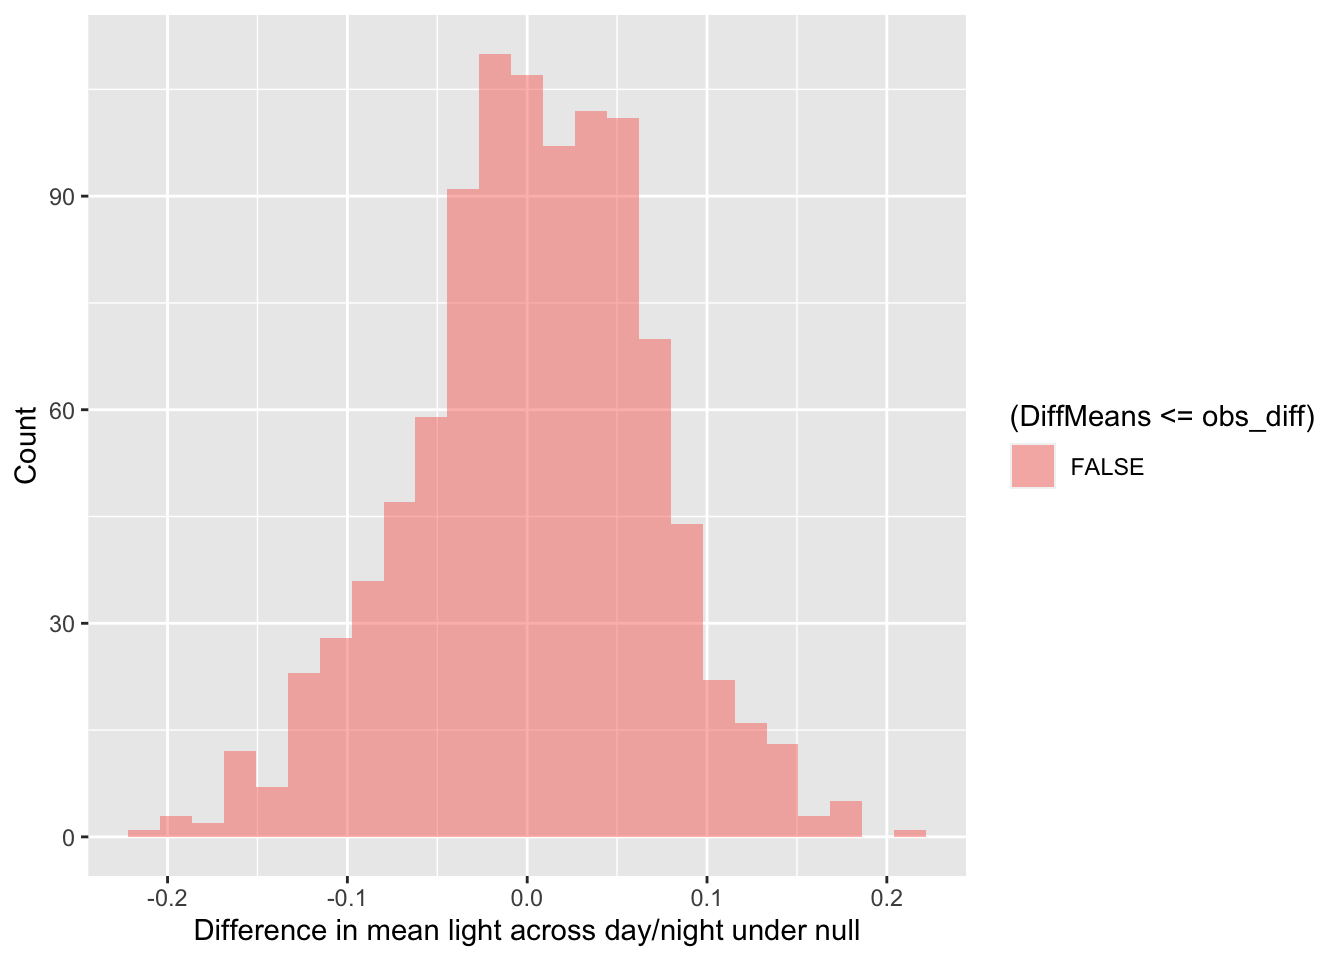 90
60
30
0
Count
-0.2
-0.1
0.0
0.1
0.2
Difference in mean light across day/night under null
(DiffMeans <= obs_diff)
FALSE